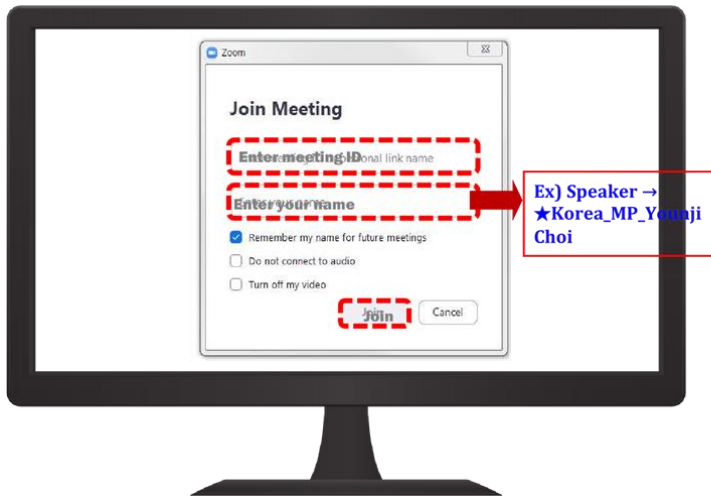 Zoom
Join Meeting
Enter meeting ID
Enter your name
Remember my name for future meetings
Do not connect to audio
Turn off my video
Join
Cancel
Ex) Speaker →
★Korea_MP_Younji
Choi